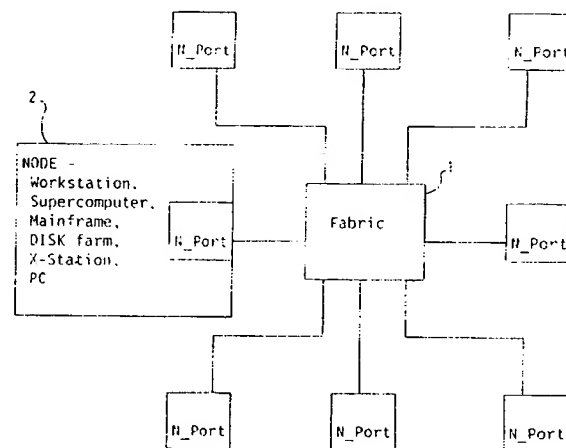 N_Port N_Port N_Port
2
NODE -
Workstation,
Supercomputer,
Mainframe,
DISK farm,
X-Station,
PC
N_Port
1
Fabric
N_Port
N_Port N_Port N_Port